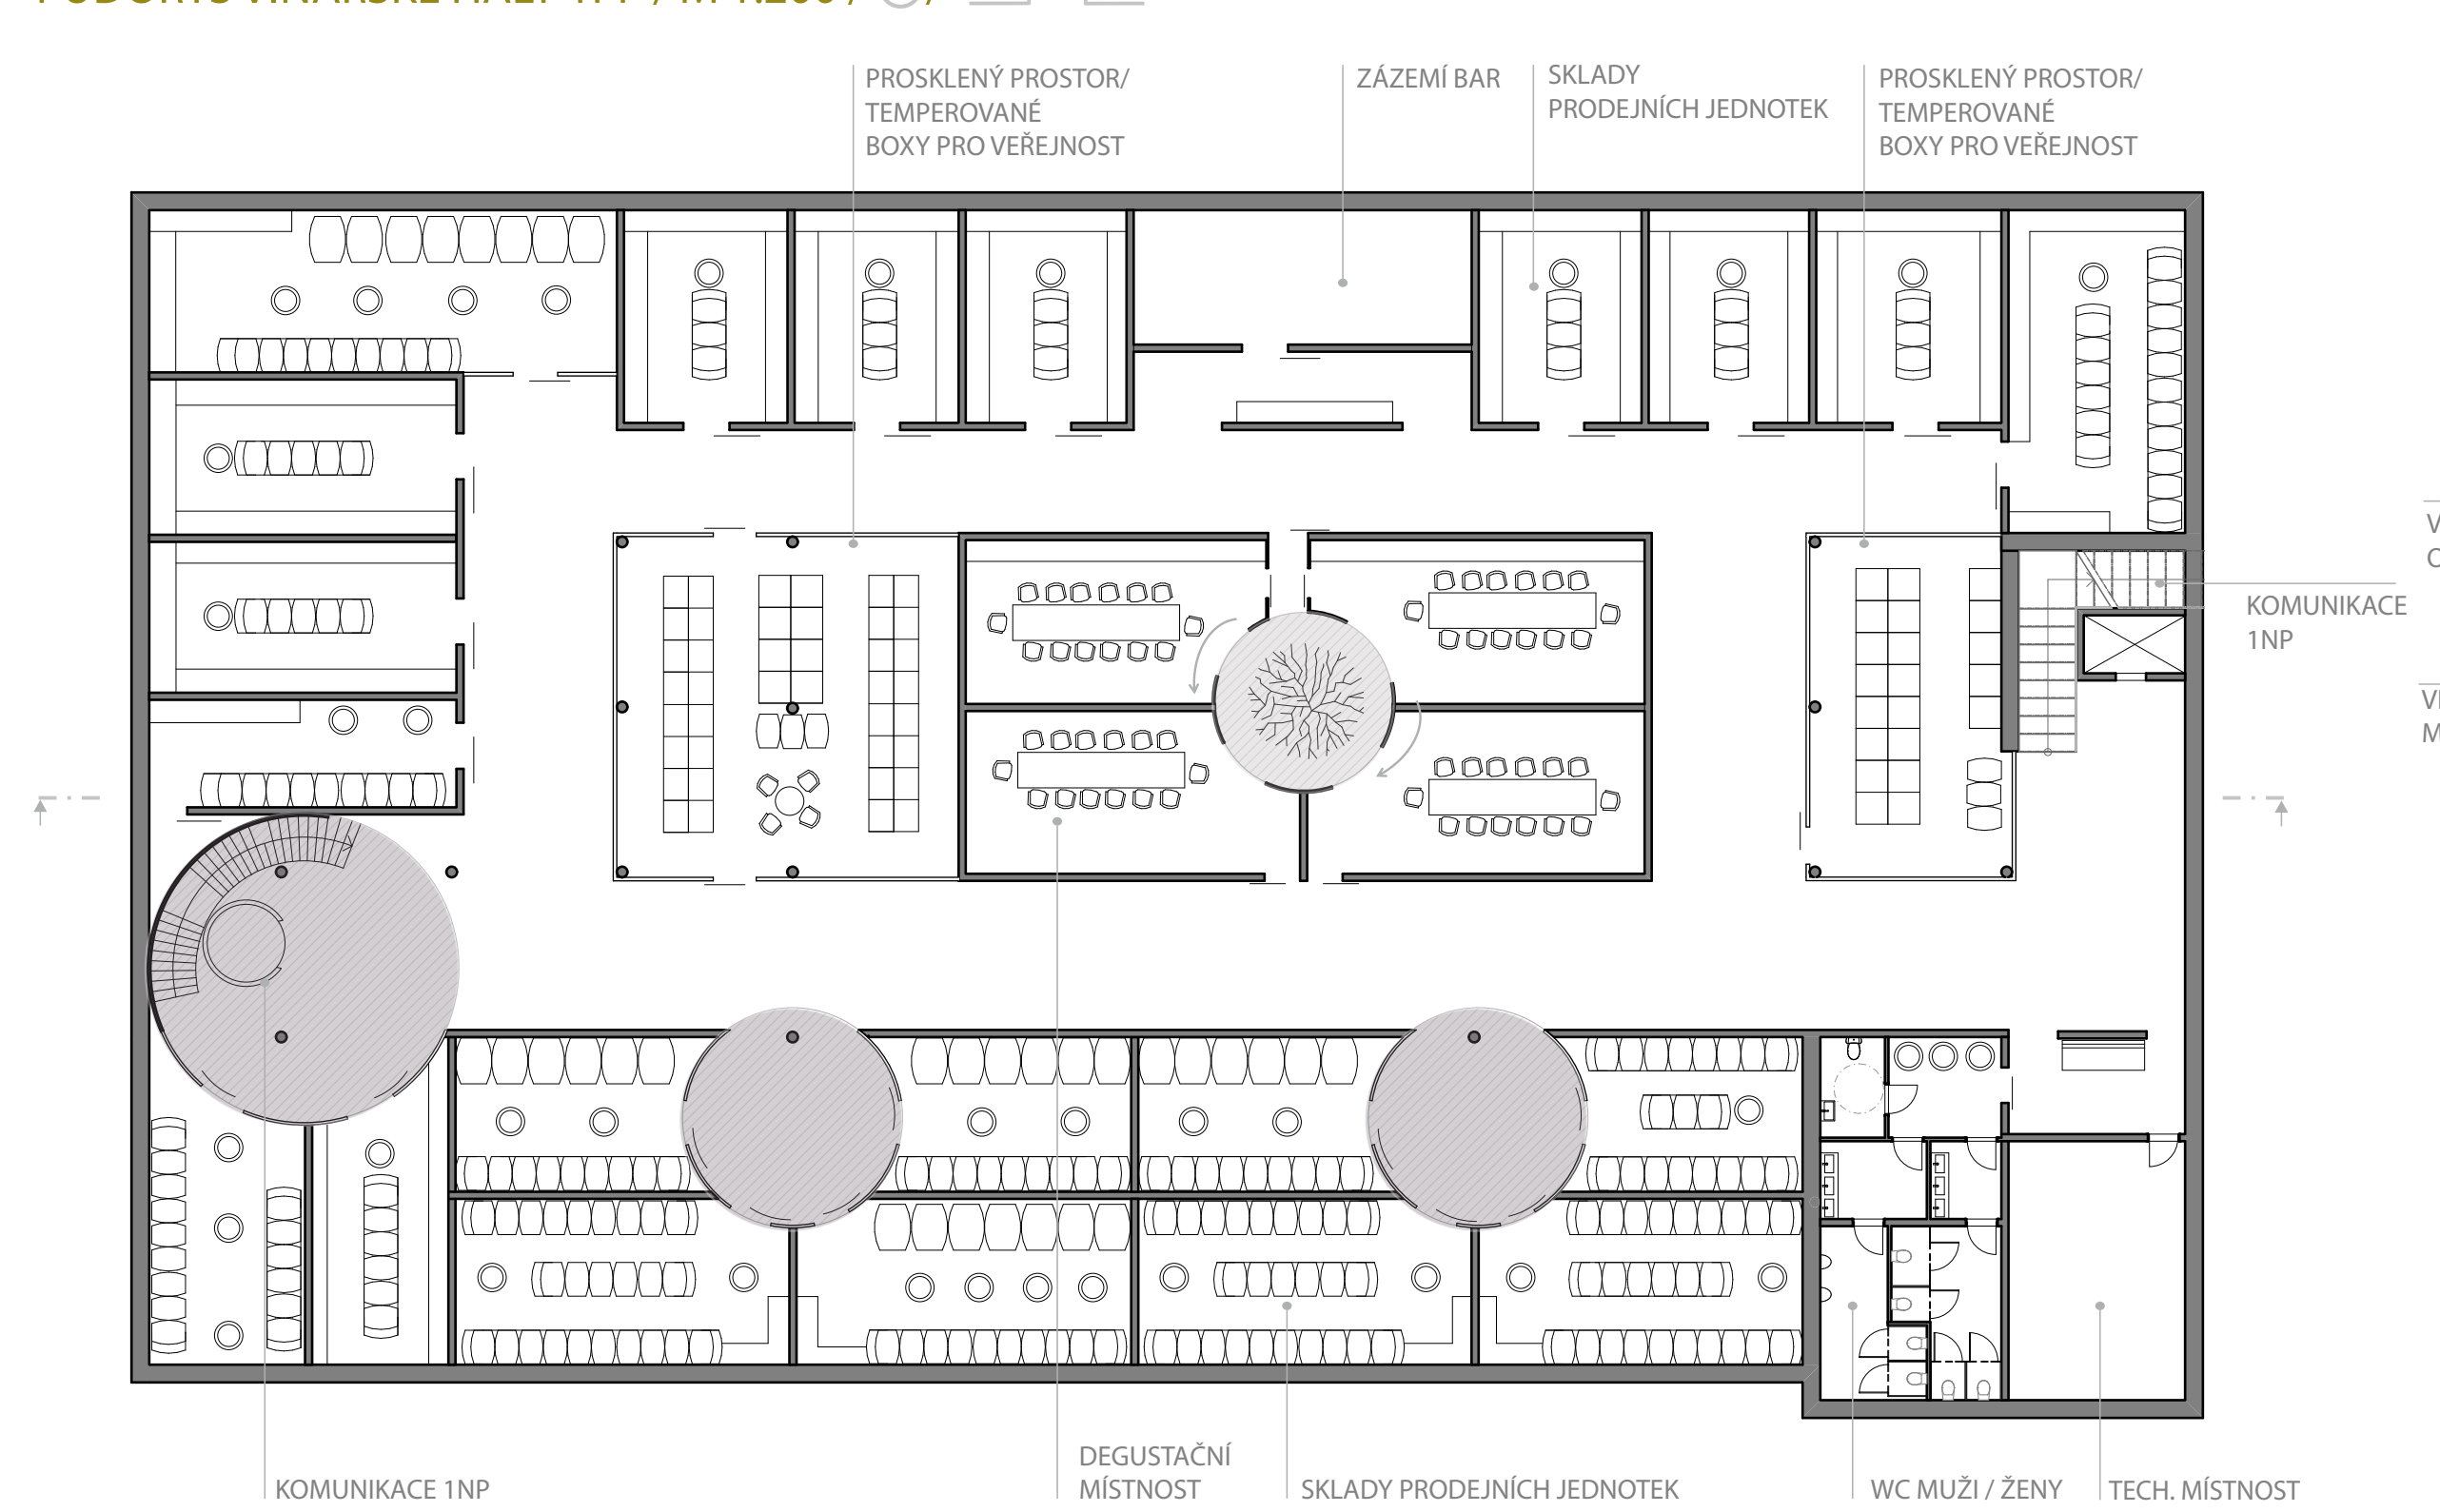 PROSKLENÝ PROSTOR/
TEMPEROVANÉ
BOXY PRO VEŘEJNOST
ZÁZEMÍ BAR
SKLADY
PRODEJNÍCH JEDNOTEK
PROSKLENÝ PROSTOR/
TEMPEROVANÉ
BOXY PRO VEŘEJNOST
KOMUNIKACE
1NP
KOMUNIKACE 1NP
DEGUSTAČNÍ
MÍSTNOST
SKLADY PRODEJNÍCH JEDNOTEK
WC MUŽI / ŽENY
TECH. MÍSTNOST